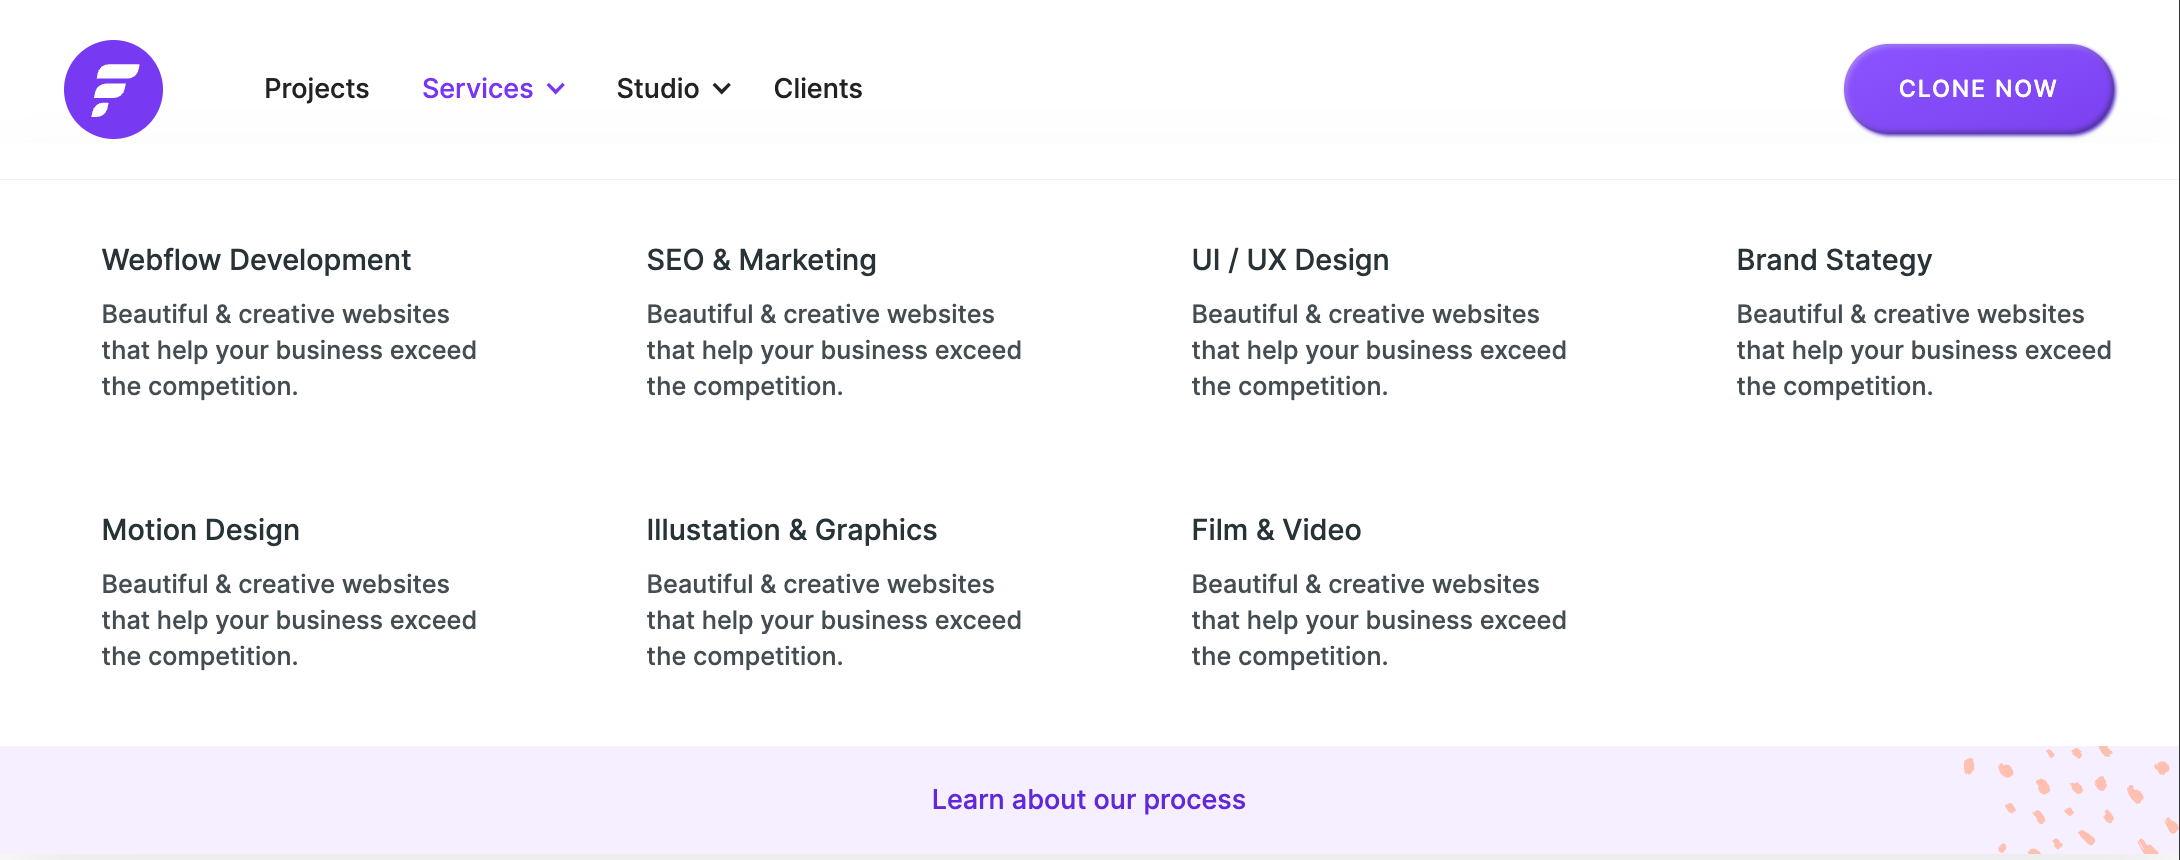 Projects
Services
Studio
Clients
CLONE NOW
Webflow Development
Beautiful & creative websites
that help your business exceed
the competition.
SEO & Marketing
Beautiful & creative websites
that help your business exceed
the competition.
UI / UX Design
Beautiful & creative websites
that help your business exceed
the competition.
Brand Stategy
Beautiful & creative websites
that help your business exceed
the competition.
Motion Design
Beautiful & creative websites
that help your business exceed
the competition.
Illustation & Graphics
Beautiful & creative websites
that help your business exceed
the competition.
Film & Video
Beautiful & creative websites
that help your business exceed
the competition.
Learn about our process